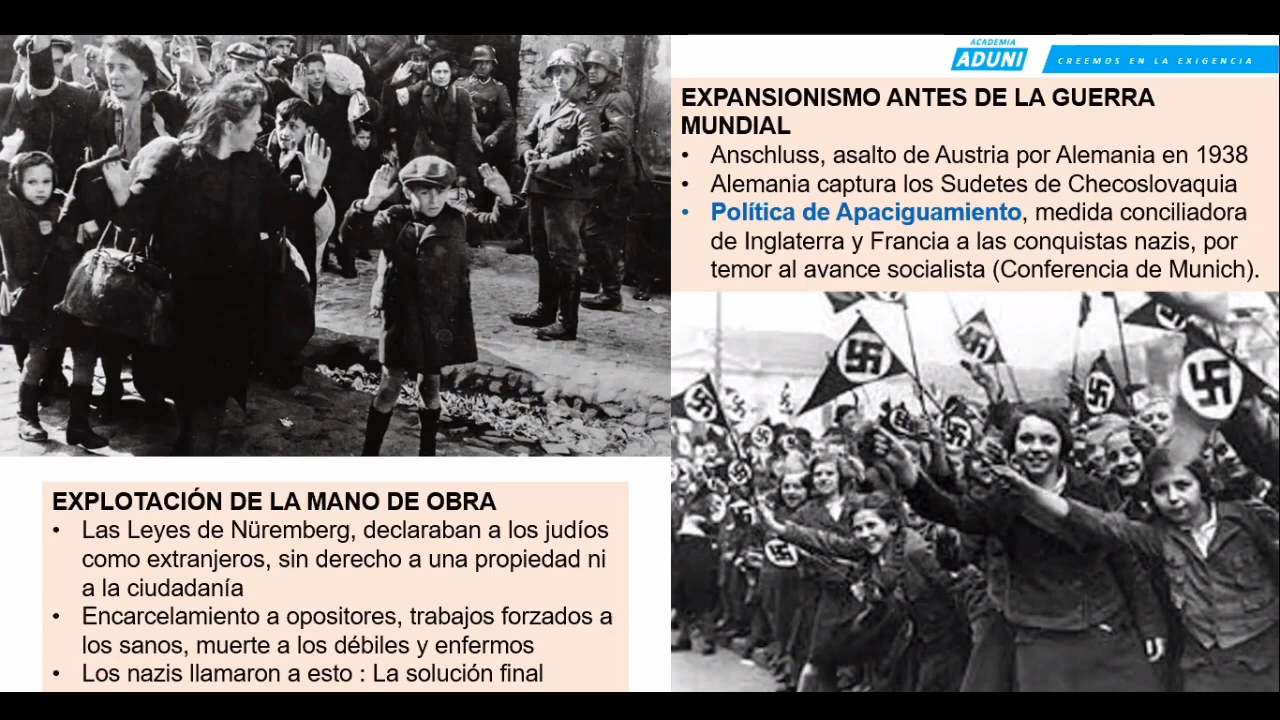 ACADEMIA
ADUNI
CREEMOS EN LA EXIGENCIA
EXPANSIONISMO ANTES DE LA GUERRA
MUNDIAL
• Anschluss, asalto de Austria por Alemania en 1938
• Alemania captura los Sudetes de Checoslovaquia
• Política de Apaciguamiento, medida conciliadora
de Inglaterra y Francia a las conquistas nazis, por
temor al avance socialista (Conferencia de Munich).
EXPLOTACIÓN DE LA MANO DE OBRA
• Las Leyes de Nüremberg, declaraban a los judíos
como extranjeros, sin derecho a una propiedad ni
a la ciudadanía
• Encarcelamiento a opositores, trabajos forzados a
los sanos, muerte a los débiles y enfermos
• Los nazis llamaron a esto : La solución final